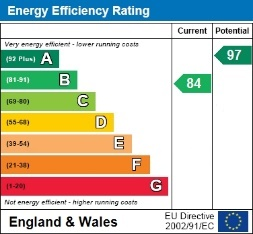 Energy Efficiency Rating
Current Potential
Very energy efficient - lower running costs
(92 Plus) A
(81-91) B
(69-80) C
(55-68) D
(39-54) E
(21-38) F
(1-20) G
84
97
Not energy efficient - higher running costs
England & Wales
EU Directive
2002/91/EC